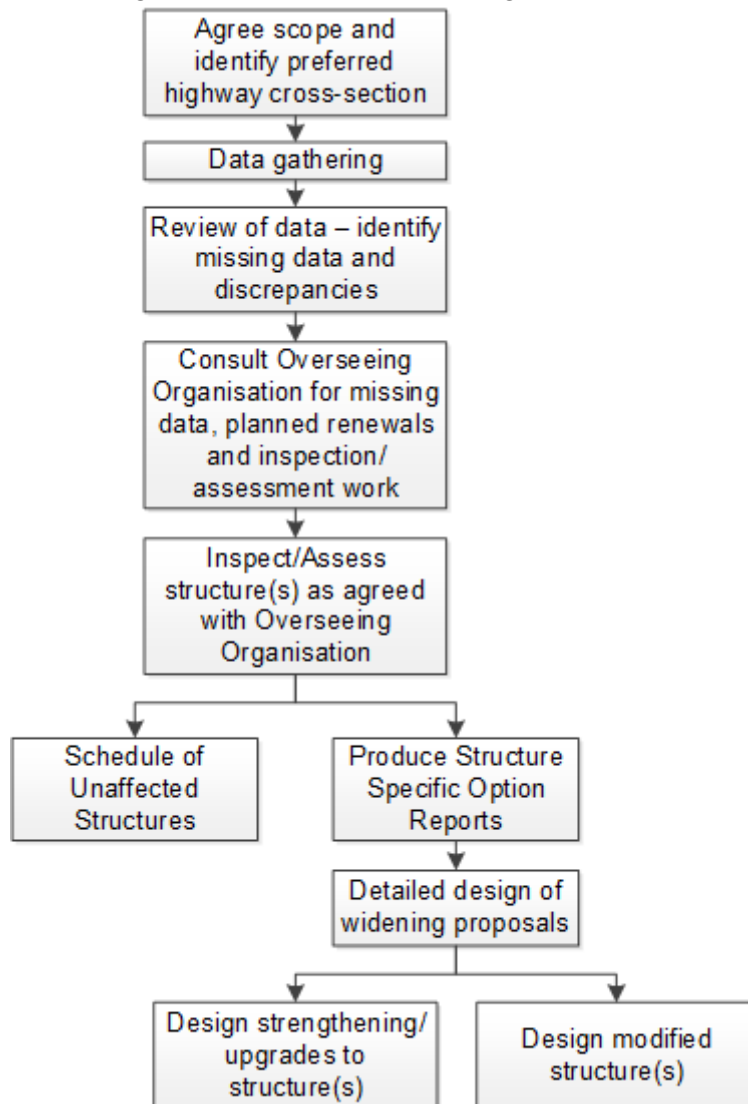 Agree scope and
identify preferred
highway cross-section
Data gathering
Review of data – identify
missing data and
discrepancies
Consult Overseeing
Organisation for missing
data, planned renewals
and inspection/
assessment work
Inspect/Assess
structure(s) as agreed
with Overseeing
Organisation
Schedule of
Unaffected
Structures
Produce Structure
Specific Option
Reports
Detailed design of
widening proposals
Design strengthening/
upgrades to
structure(s)
Design modified
structure(s)